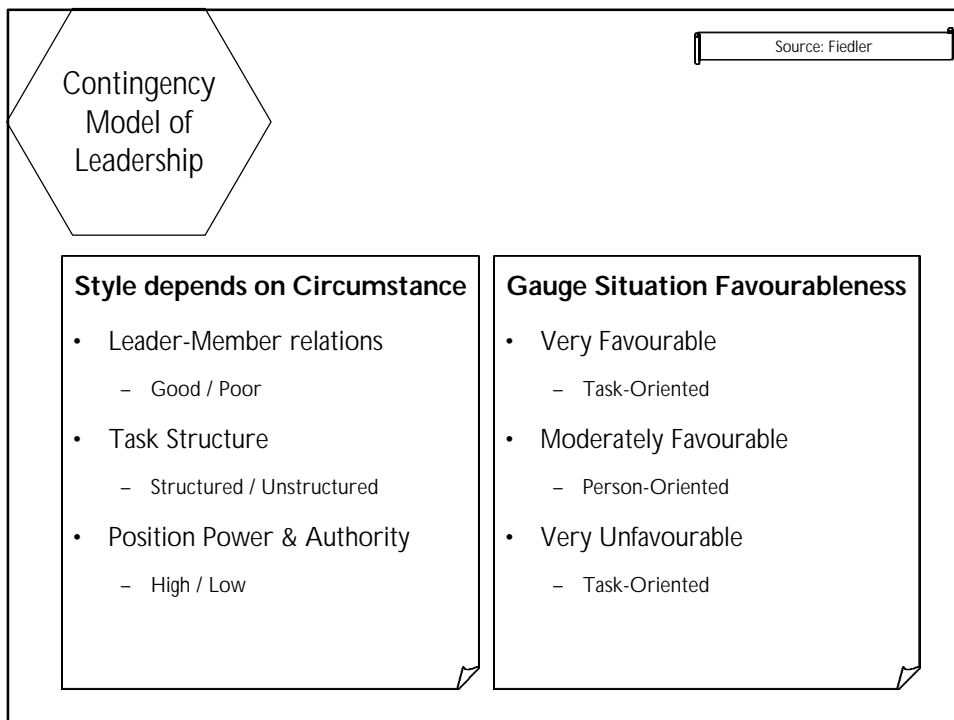 Contingency
Model of
Leadership
Source: Fiedler
Style depends on Circumstance
• Leader-Member relations
– Good / Poor
• Task Structure
– Structured / Unstructured
• Position Power & Authority
– High / Low
Gauge Situation Favourableness
• Very Favourable
– Task-Oriented
• Moderately Favourable
– Person-Oriented
• Very Unfavourable
– Task-Oriented